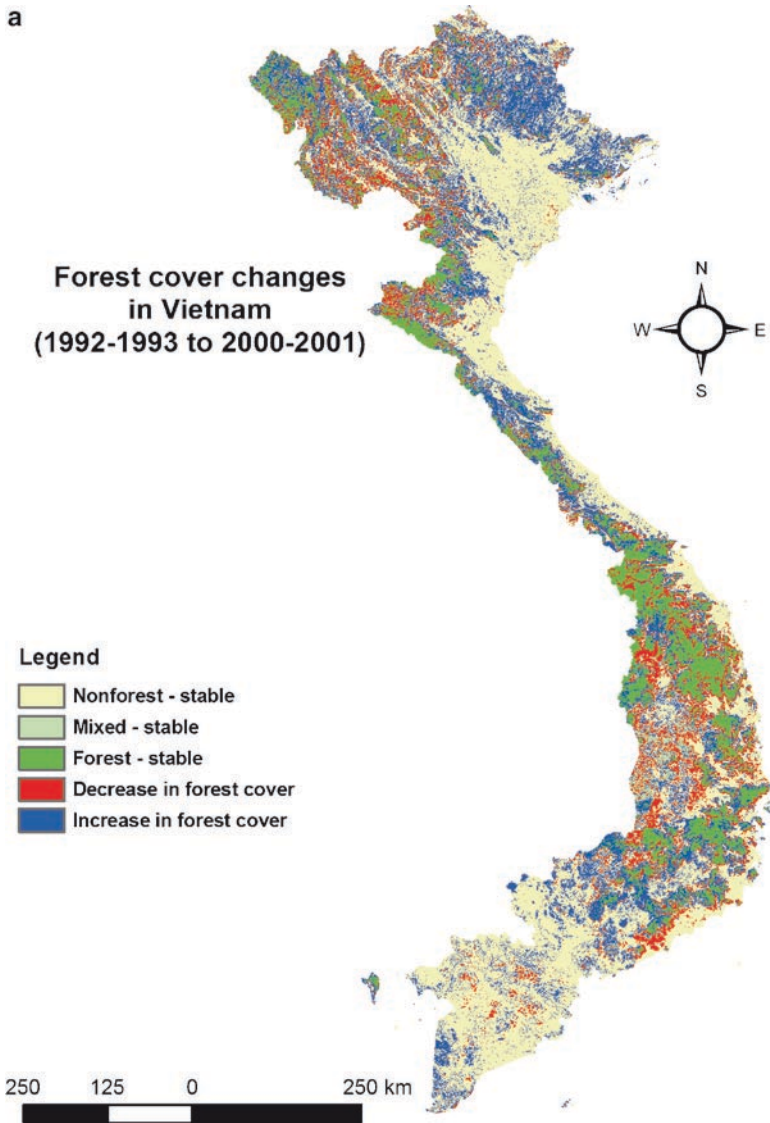 a
Forest cover changes
in Vietnam
(1992-1993 to 2000-2001)
N
W
E
S
Legend
Nonforest - stable
Mixed - stable
Forest - stable
Decrease in forest cover
Increase in forest cover
250 125 0 250 km